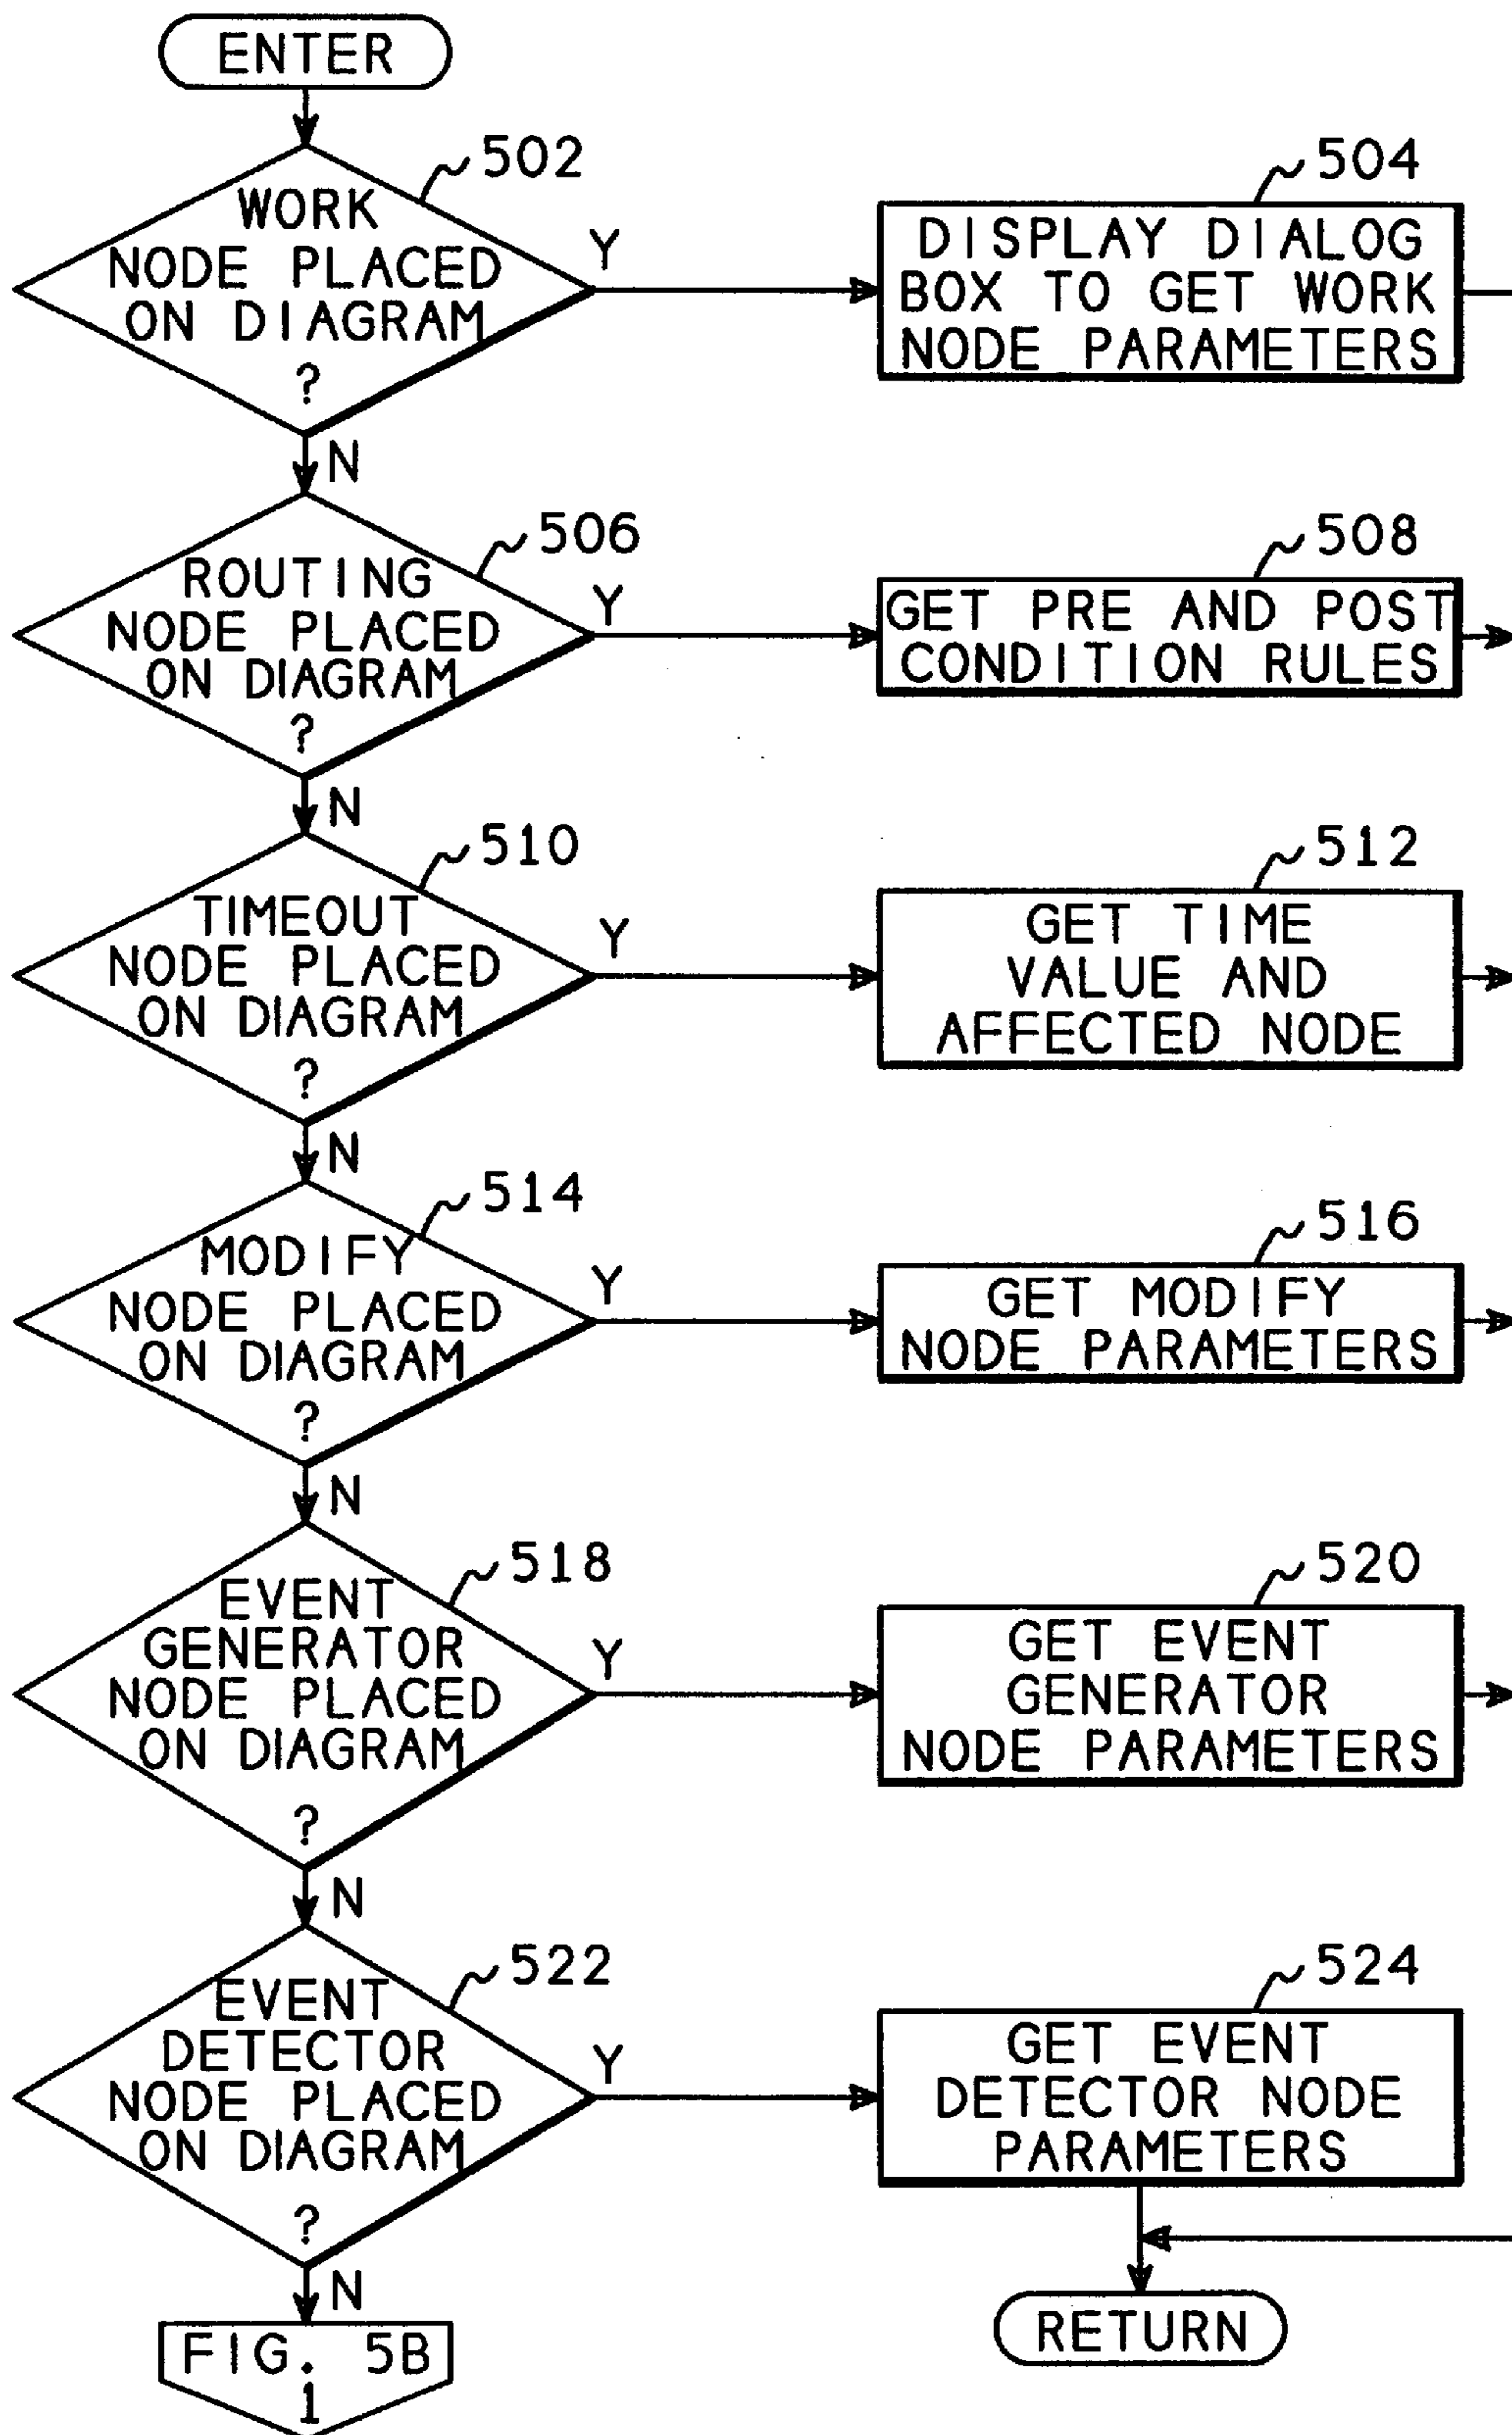 ENTER
502
WORK
NODE PLACED
ON DIAGRAM
?
Y
N
504
DISPLAY DIALOG
BOX TO GET WORK
NODE PARAMETERS
506
ROUTING
NODE PLACED
ON DIAGRAM
?
Y
N
508
GET PRE AND POST
CONDITION RULES
510
TIMEOUT
NODE PLACED
ON DIAGRAM
?
Y
N
512
GET TIME
VALUE AND
AFFECTED NODE
514
MODIFY
NODE PLACED
ON DIAGRAM
?
Y
N
516
GET MODIFY
NODE PARAMETERS
518
EVENT
GENERATOR
NODE PLACED
ON DIAGRAM
?
Y
N
520
GET EVENT
GENERATOR
NODE PARAMETERS
522
EVENT
DETECTOR
NODE PLACED
ON DIAGRAM
?
Y
N
524
GET EVENT
DETECTOR NODE
PARAMETERS
RETURN
FIG. 5B
1